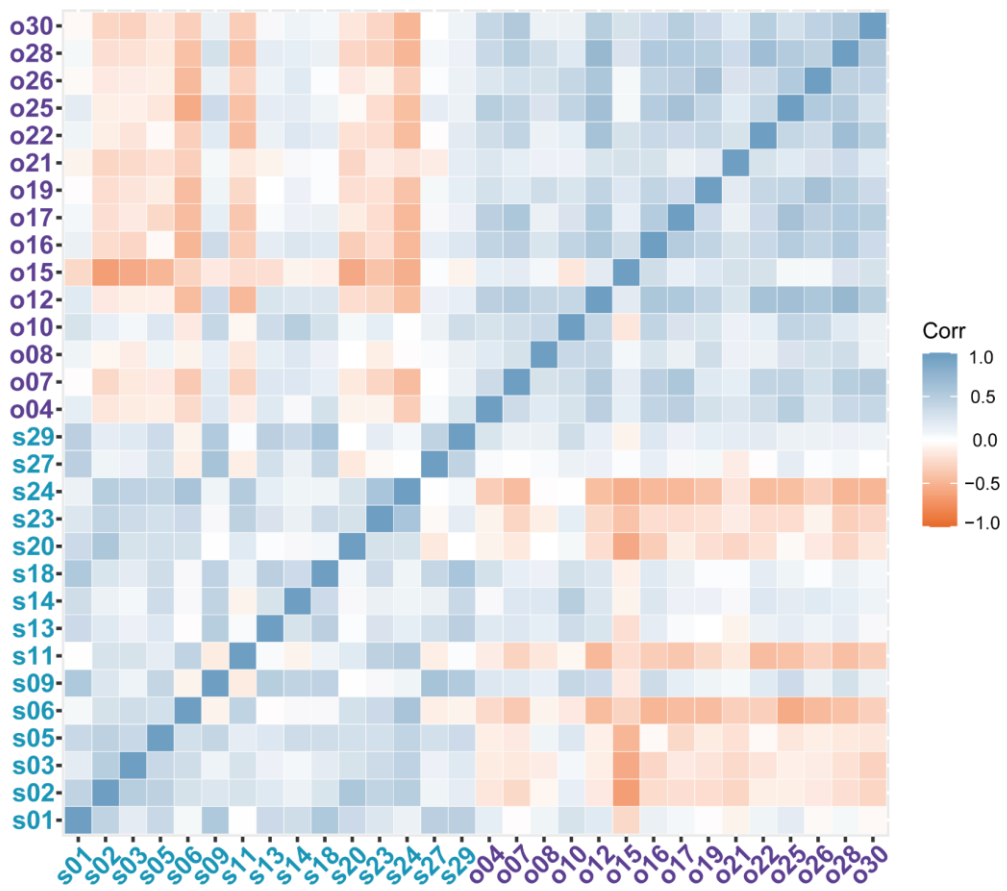 o30
o28
o26
o25
o22
o21
o19
o17
o16
o15
o12
o10
o08
o07
o04
s29
s27
s24
s23
s20
s18
s14
s13
s11
s09
s06
s05
s03
s02
s01
Corr
1.0
0.5
0.0
−0.5
−1.0
s01 s02 s03 s05 s06 s09 s11 s13 s14 s18 s20 s23 s24 s27 s29 o04 o07 o08 o10 o12 o15 o16 o17 o19 o21 o22 o25 o26 o28 o30